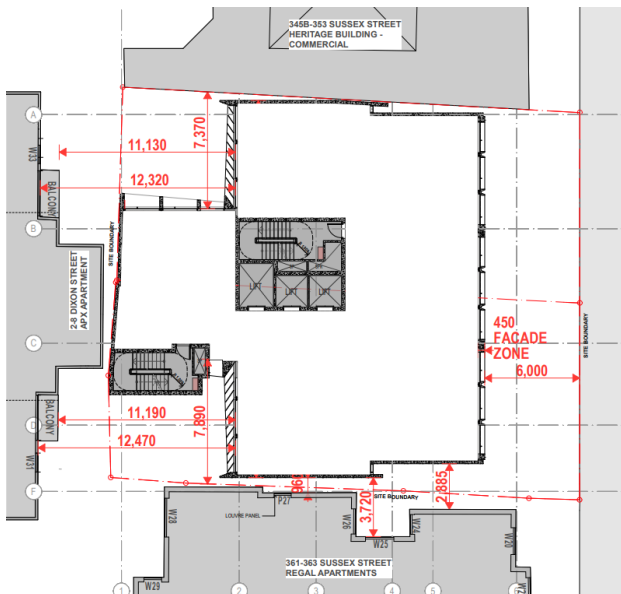 345B-353 SUSSEX STREET
HERITAGE BUILDING -
COMMERCIAL
A
11,130
7,370
W33
12,320
BALCONY
B
SITE BOUNDARY
2-8 DIXON STREET
APX APARTMENT
LIFT
LIFT
LIFT
450
FACADE
ZONE
SITE BOUNDARY
C
6,000
BALCONY
11,190
7,890
D
12,470
W31
F
960
SITE BOUNDARY
2,885
3,720
P27
LOUVRE PANEL
W28
W26
W24
W25
W20
361-363 SUSSEX STREET
REGAL APARTMENTS
W29
1
2
3
4
5
6